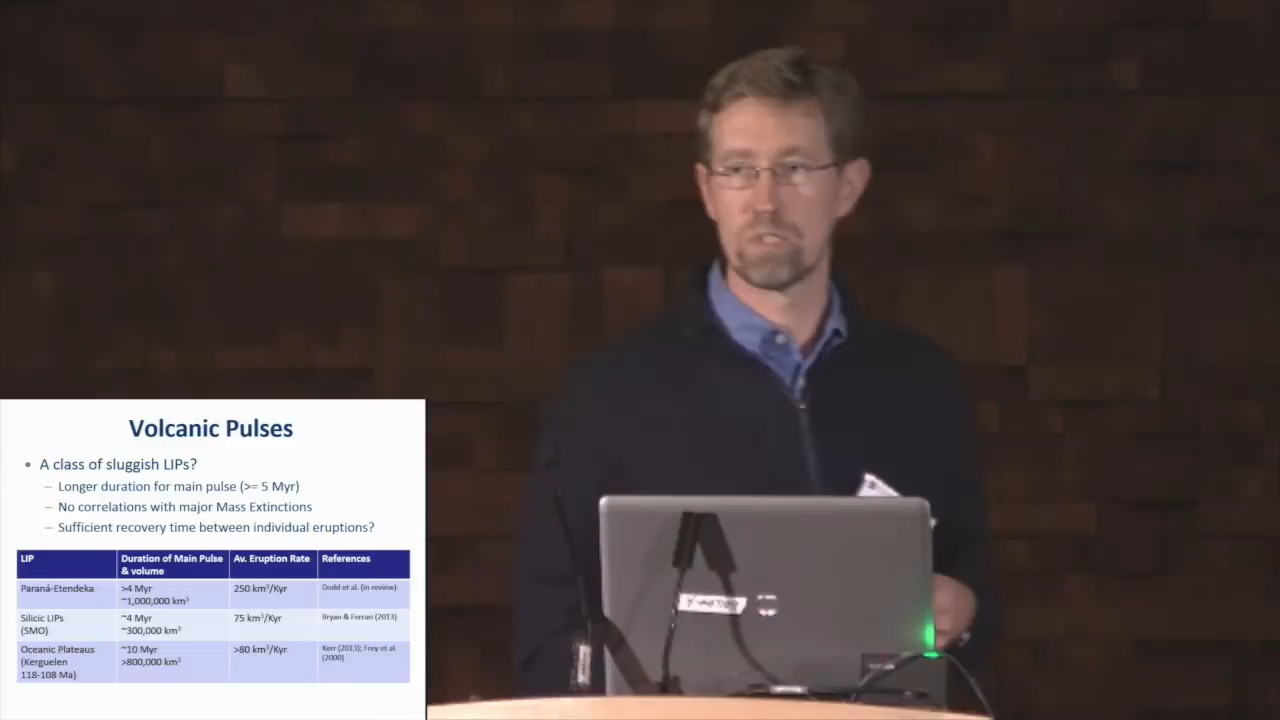 Volcanic Pulses
• A class of sluggish LIPs?
– Longer duration for main pulse (>= 5 Myr)
– No correlations with major Mass Extinctions
– Sufficient recovery time between individual eruptions?
LIP Duration of Main Pulse & volume Av. Eruption Rate References
Paraná-Etendeka >4 Myr ~1,000,000 km³ 250 km³/Kyr Dodd et al. (in review)
Silicic LIPs (SMO) ~4 Myr ~300,000 km³ 75 km³/Kyr Bryan & Ferrari (2013)
Oceanic Plateaus (Kerguelen 118-108 Ma) ~10 Myr >800,000 km³ >80 km³/Kyr Kerr (2013); Frey et al. (2000)